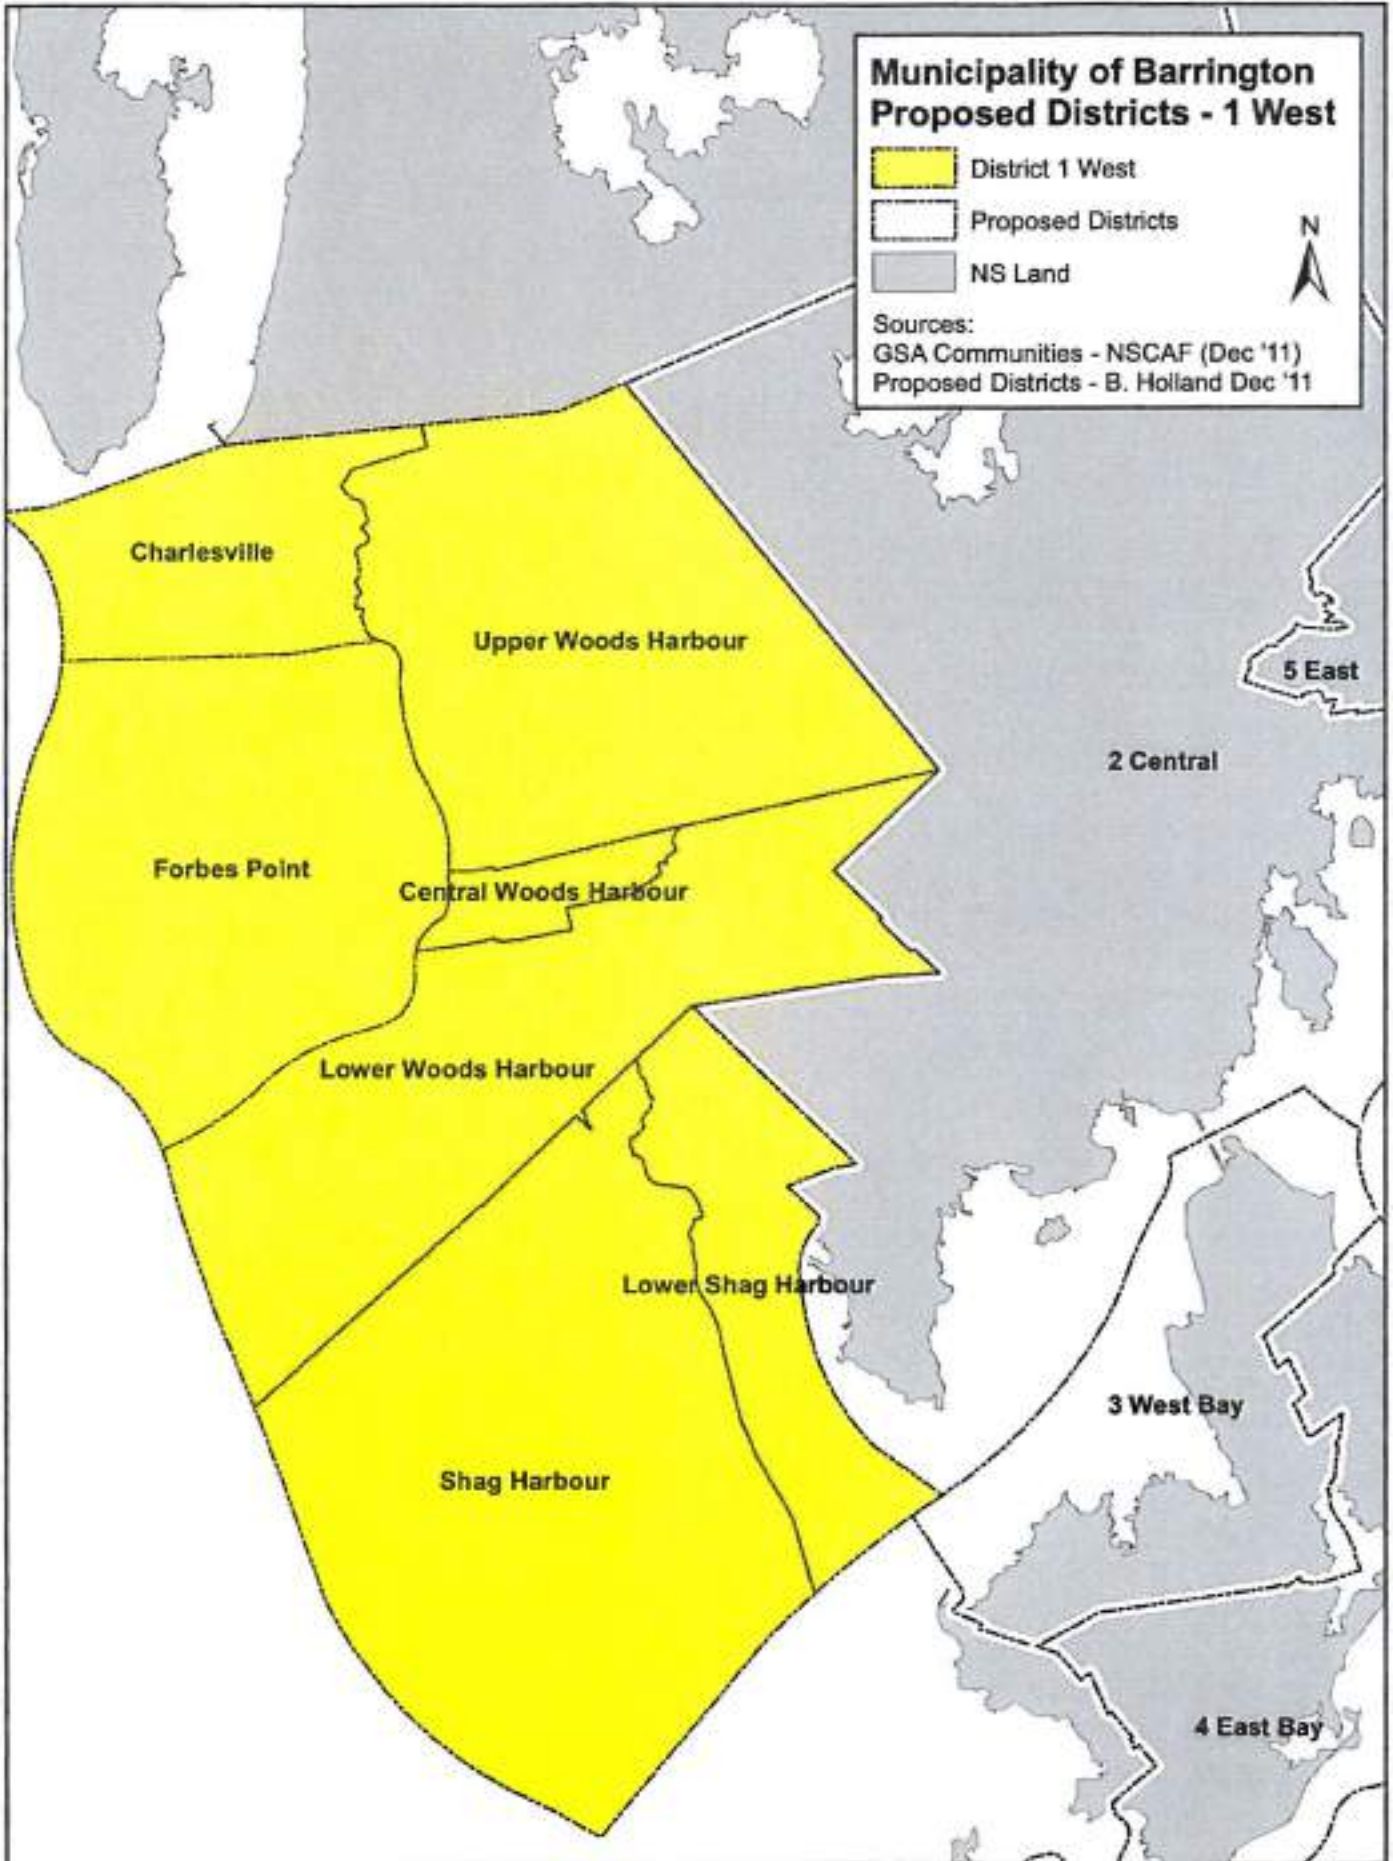 Municipality of Barrington
Proposed Districts - 1 West
District 1 West
Proposed Districts
N
NS Land
Sources:
GSA Communities - NSCAF (Dec '11)
Proposed Districts - B. Holland Dec '11
Charlesville
Upper Woods Harbour
5 East
2 Central
Forbes Point
Central Woods Harbour
Lower Woods Harbour
Lower Shag Harbour
3 West Bay
Shag Harbour
4 East Bay